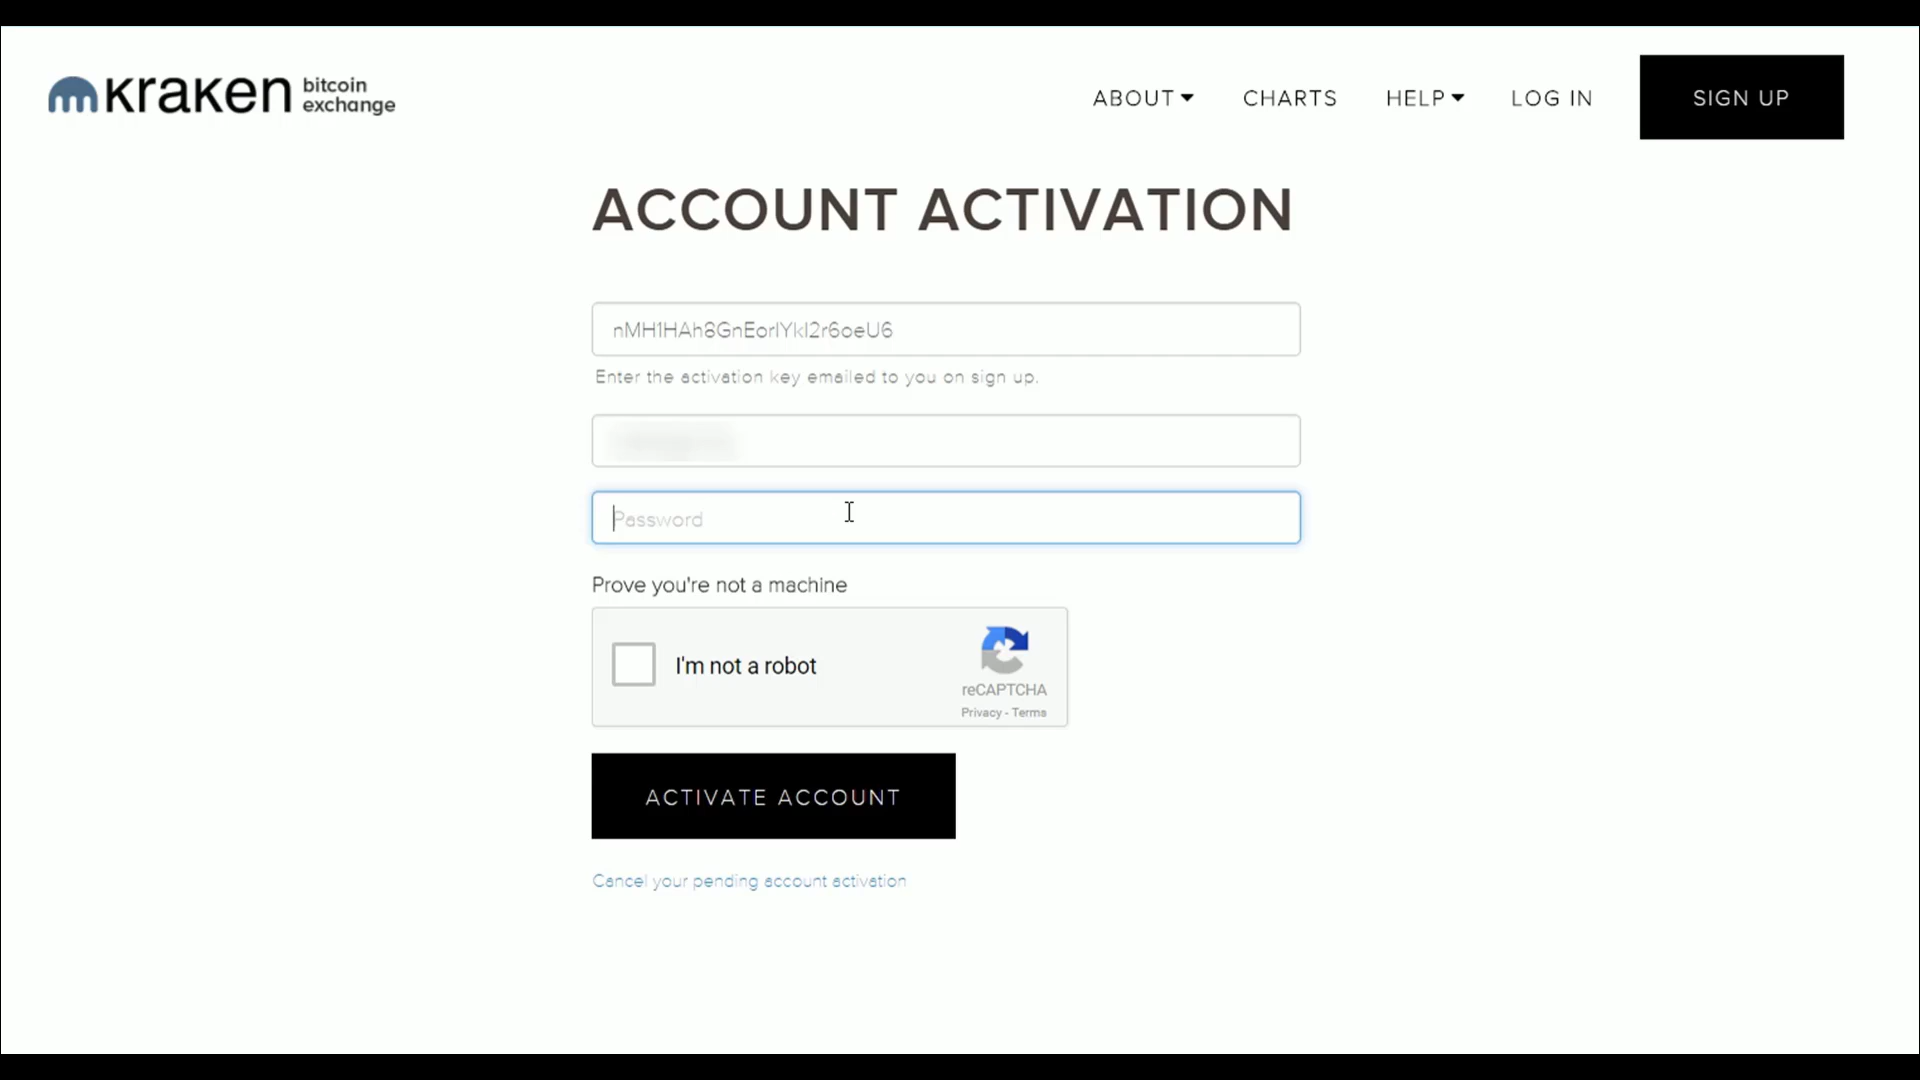 kraken bitcoin exchange
ABOUT CHARTS HELP LOG IN SIGN UP
ACCOUNT ACTIVATION
nMH1HAh8GnEorlYkl2r6oeU6
Enter the activation key emailed to you on sign up.
Password
Prove you're not a machine
I'm not a robot
reCAPTCHA
Privacy - Terms
ACTIVATE ACCOUNT
Cancel your pending account activation